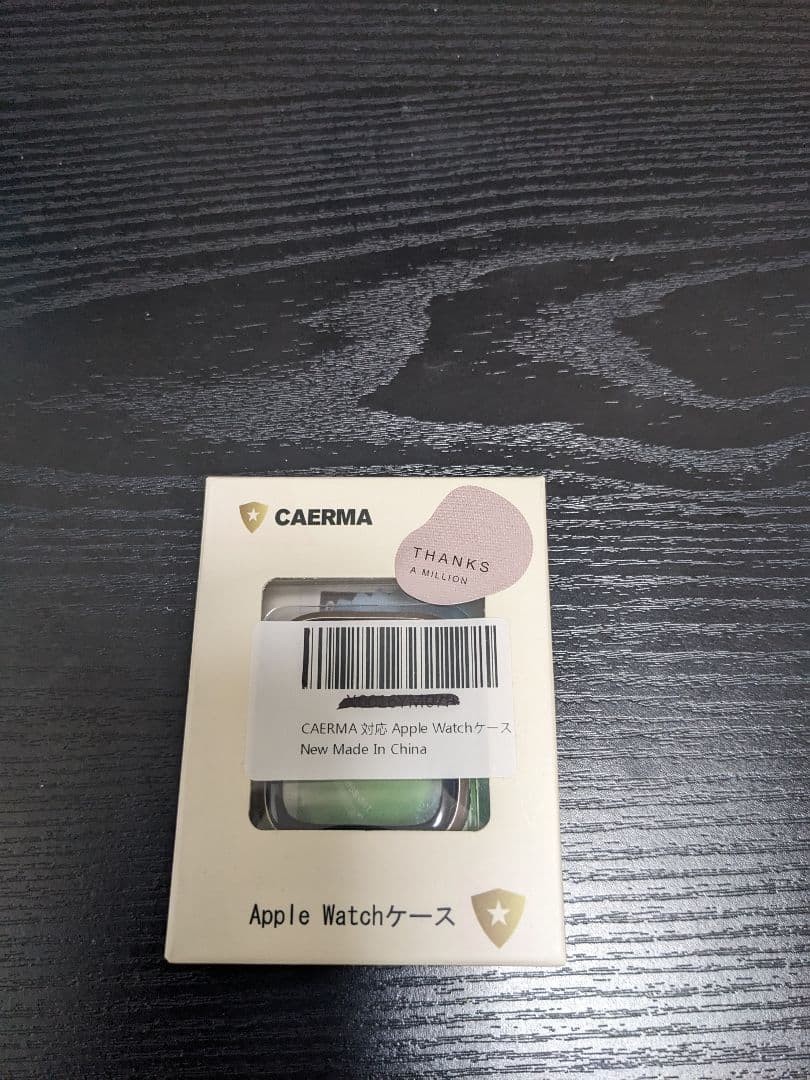 CAERMA
THANKS
A MILLION
CAERMA 対応 Apple Watchケース
New Made In China
Apple Watchケース